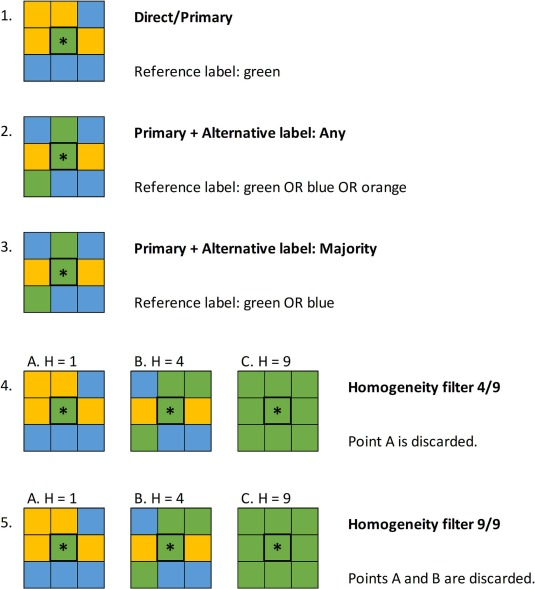 1. Direct/Primary
*
Reference label: green
2. Primary + Alternative label: Any
*
Reference label: green OR blue OR orange
3. Primary + Alternative label: Majority
*
Reference label: green OR blue
A. H = 1 B. H = 4 C. H = 9
4. Homogeneity filter 4/9
* * *
Point A is discarded.
A. H = 1 B. H = 4 C. H = 9
5. Homogeneity filter 9/9
* * *
Points A and B are discarded.